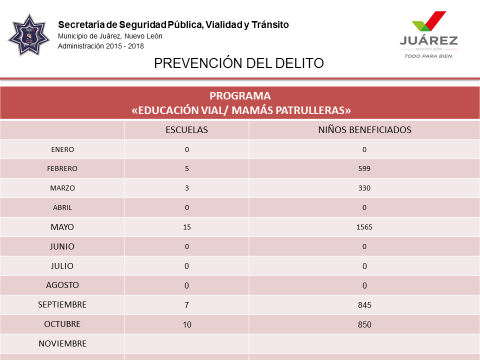 Secretaría de Seguridad Pública, Vialidad y Tránsito
Municipio de Juárez, Nuevo León
Administración 2015 - 2018
JUÁREZ
NUEVO LEÓN
TODO PARA BIEN.
PREVENCIÓN DEL DELITO
PROGRAMA
«EDUCACIÓN VIAL/ MAMÁS PATRULLERAS»
ESCUELAS NIÑOS BENEFICIADOS
ENERO 0 0
FEBRERO 5 599
MARZO 3 330
ABRIL 0 0
MAYO 15 1565
JUNIO 0 0
JULIO 0 0
AGOSTO 0 0
SEPTIEMBRE 7 845
OCTUBRE 10 850
NOVIEMBRE